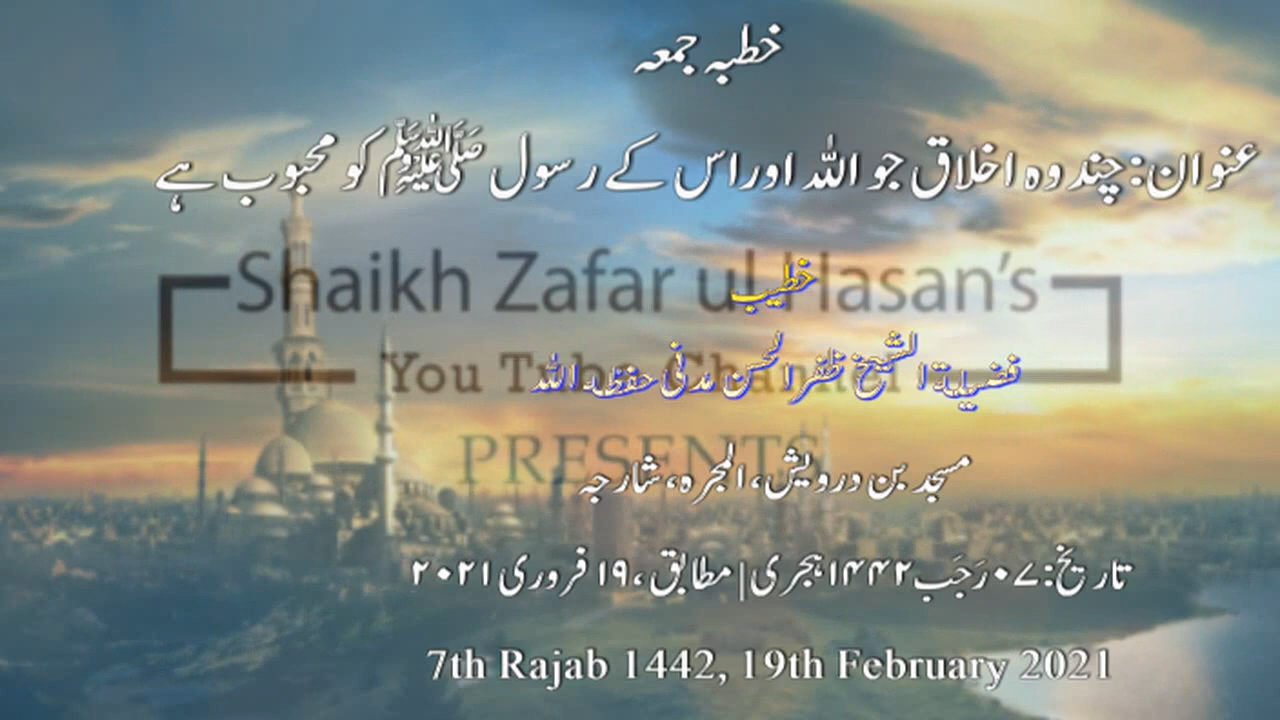 خطبہ جمعہ
عنوان: چند وہ اخلاق جو اللہ اور اس کے رسول ﷺ کو محبوب ہے
Shaikh Zafar ul Hasan's
خطیب
You Tube Channel
فضیلۃ الشیخ ظفر الحسن مدنی حفظہ اللہ
PRESENTS
مسجد بن درویش، المجرہ، شارجہ
تاریخ: ۰۷ رَجَب ۱۴۴۲ ہجری | مطابق، ۱۹ فروری ۲۰۲۱
7th Rajab 1442, 19th February 2021